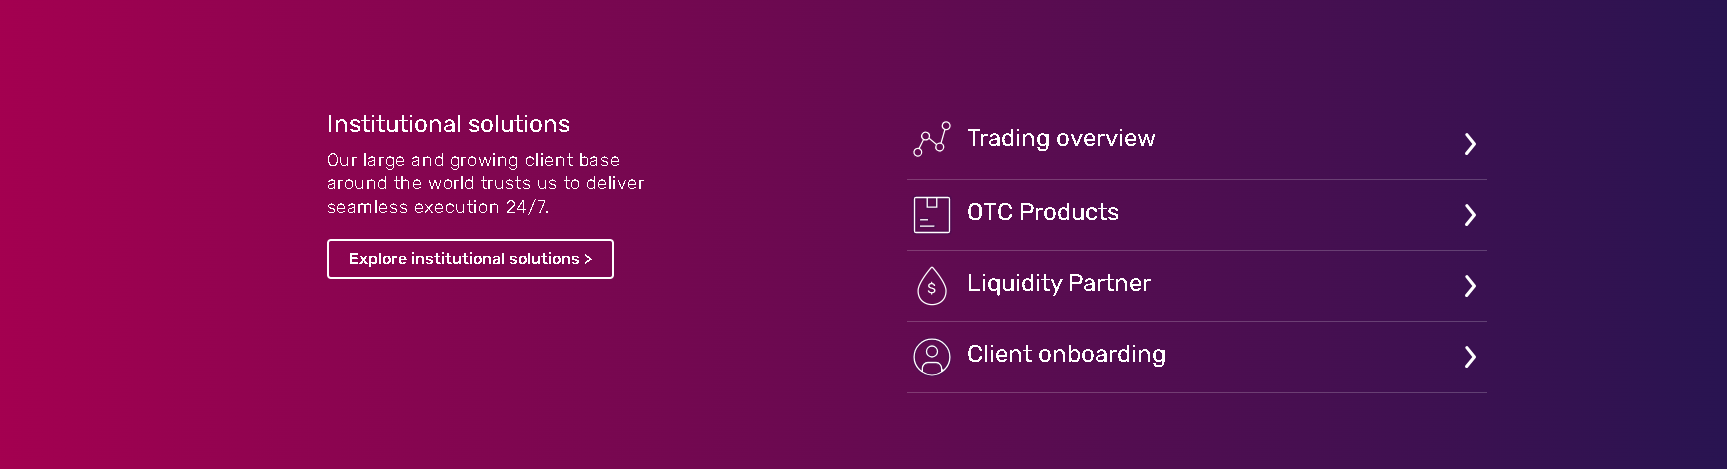 Institutional solutions
Our large and growing client base
around the world trusts us to deliver
seamless execution 24/7.
Explore institutional solutions >
Trading overview
OTC Products
$
Liquidity Partner
Client onboarding